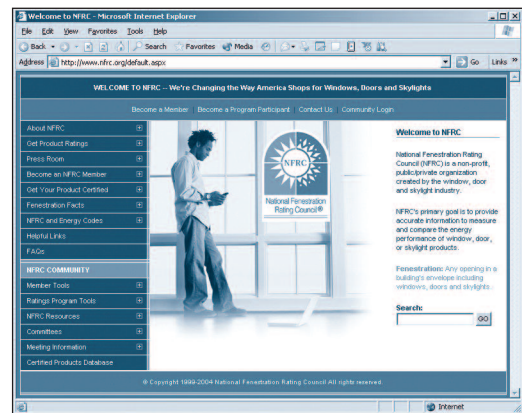 Welcome to NFRC - Microsoft Internet Explorer
File Edit View Favorites Tools Help
Back Search Favorites Media
Address http://www.nfrc.org/default.aspx Go Links »
WELCOME TO NFRC -- We're Changing the Way America Shops for Windows, Doors and Skylights
Become a Member Become a Program Participant Contact Us Community Login
About NFRC
Get Product Ratings
Press Room
Become an NFRC Member
Get Your Product Certified
Fenestration Facts
NFRC and Energy Codes
Helpful Links
FAQs
NFRC COMMUNITY
Member Tools
Ratings Program Tools
NFRC Resources
Committees
Meeting Information
Certified Products Database
NFRC
National Fenestration
Rating Council®
Welcome to NFRC
National Fenestration Rating
Council (NFRC) is a non-profit,
public/private organization
created by the window, door
and skylight industry.
NFRC's primary goal is to provide
accurate information to measure
and compare the energy
performance of window, door,
or skylight products.
Fenestration: Any opening in a
building's envelope including
windows, doors and skylights.
Search:
GO
© Copyright 1999-2004 National Fenestration Rating Council All rights reserved.
Internet